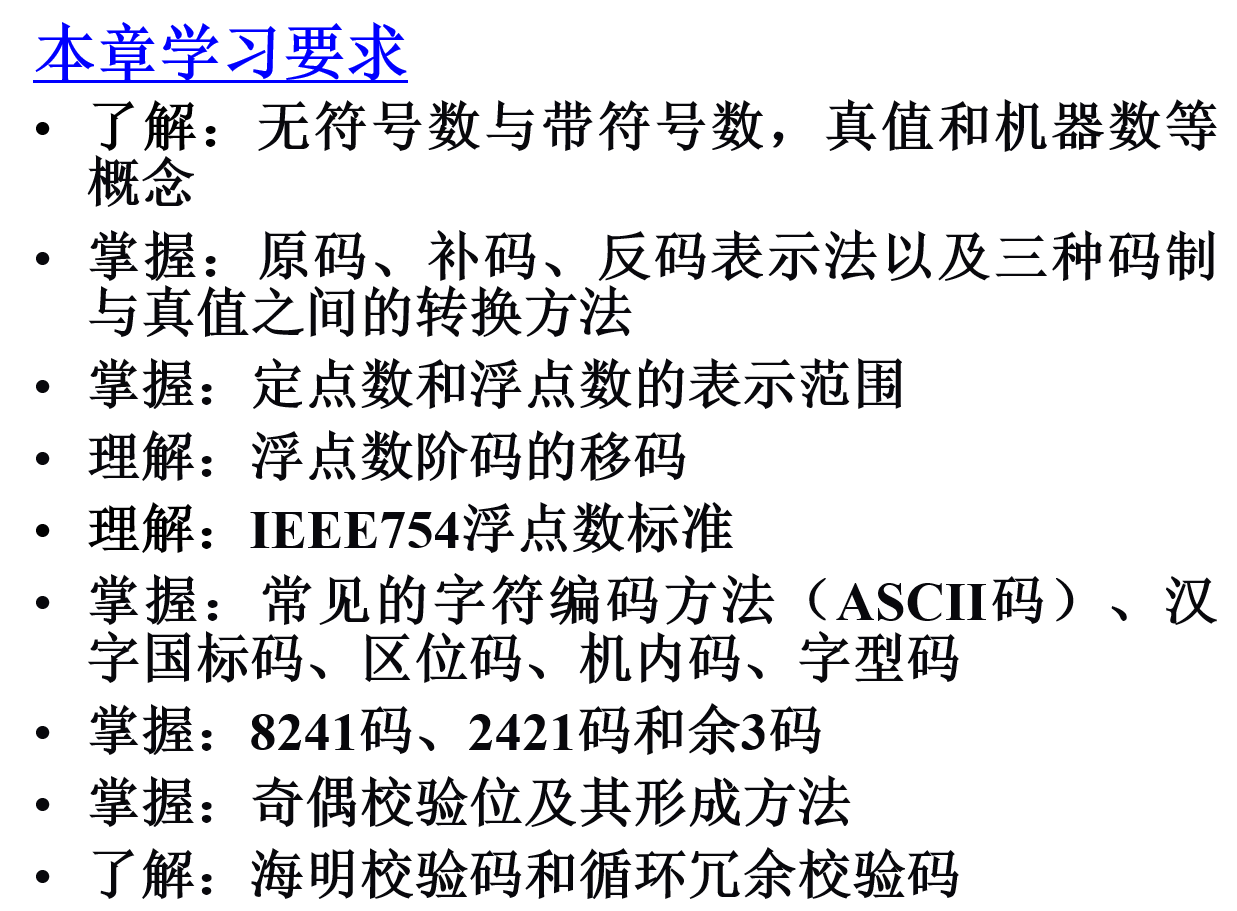 本章学习要求
• 了解：无符号数与带符号数，真值和机器数等
概念
• 掌握：原码、补码、反码表示法以及三种码制
与真值之间的转换方法
• 掌握：定点数和浮点数的表示范围
• 理解：浮点数阶码的移码
• 理解：IEEE754浮点数标准
• 掌握：常见的字符编码方法（ASCII码）、汉
字国标码、区位码、机内码、字型码
• 掌握：8241码、2421码和余3码
• 掌握：奇偶校验位及其形成方法
• 了解：海明校验码和循环冗余校验码